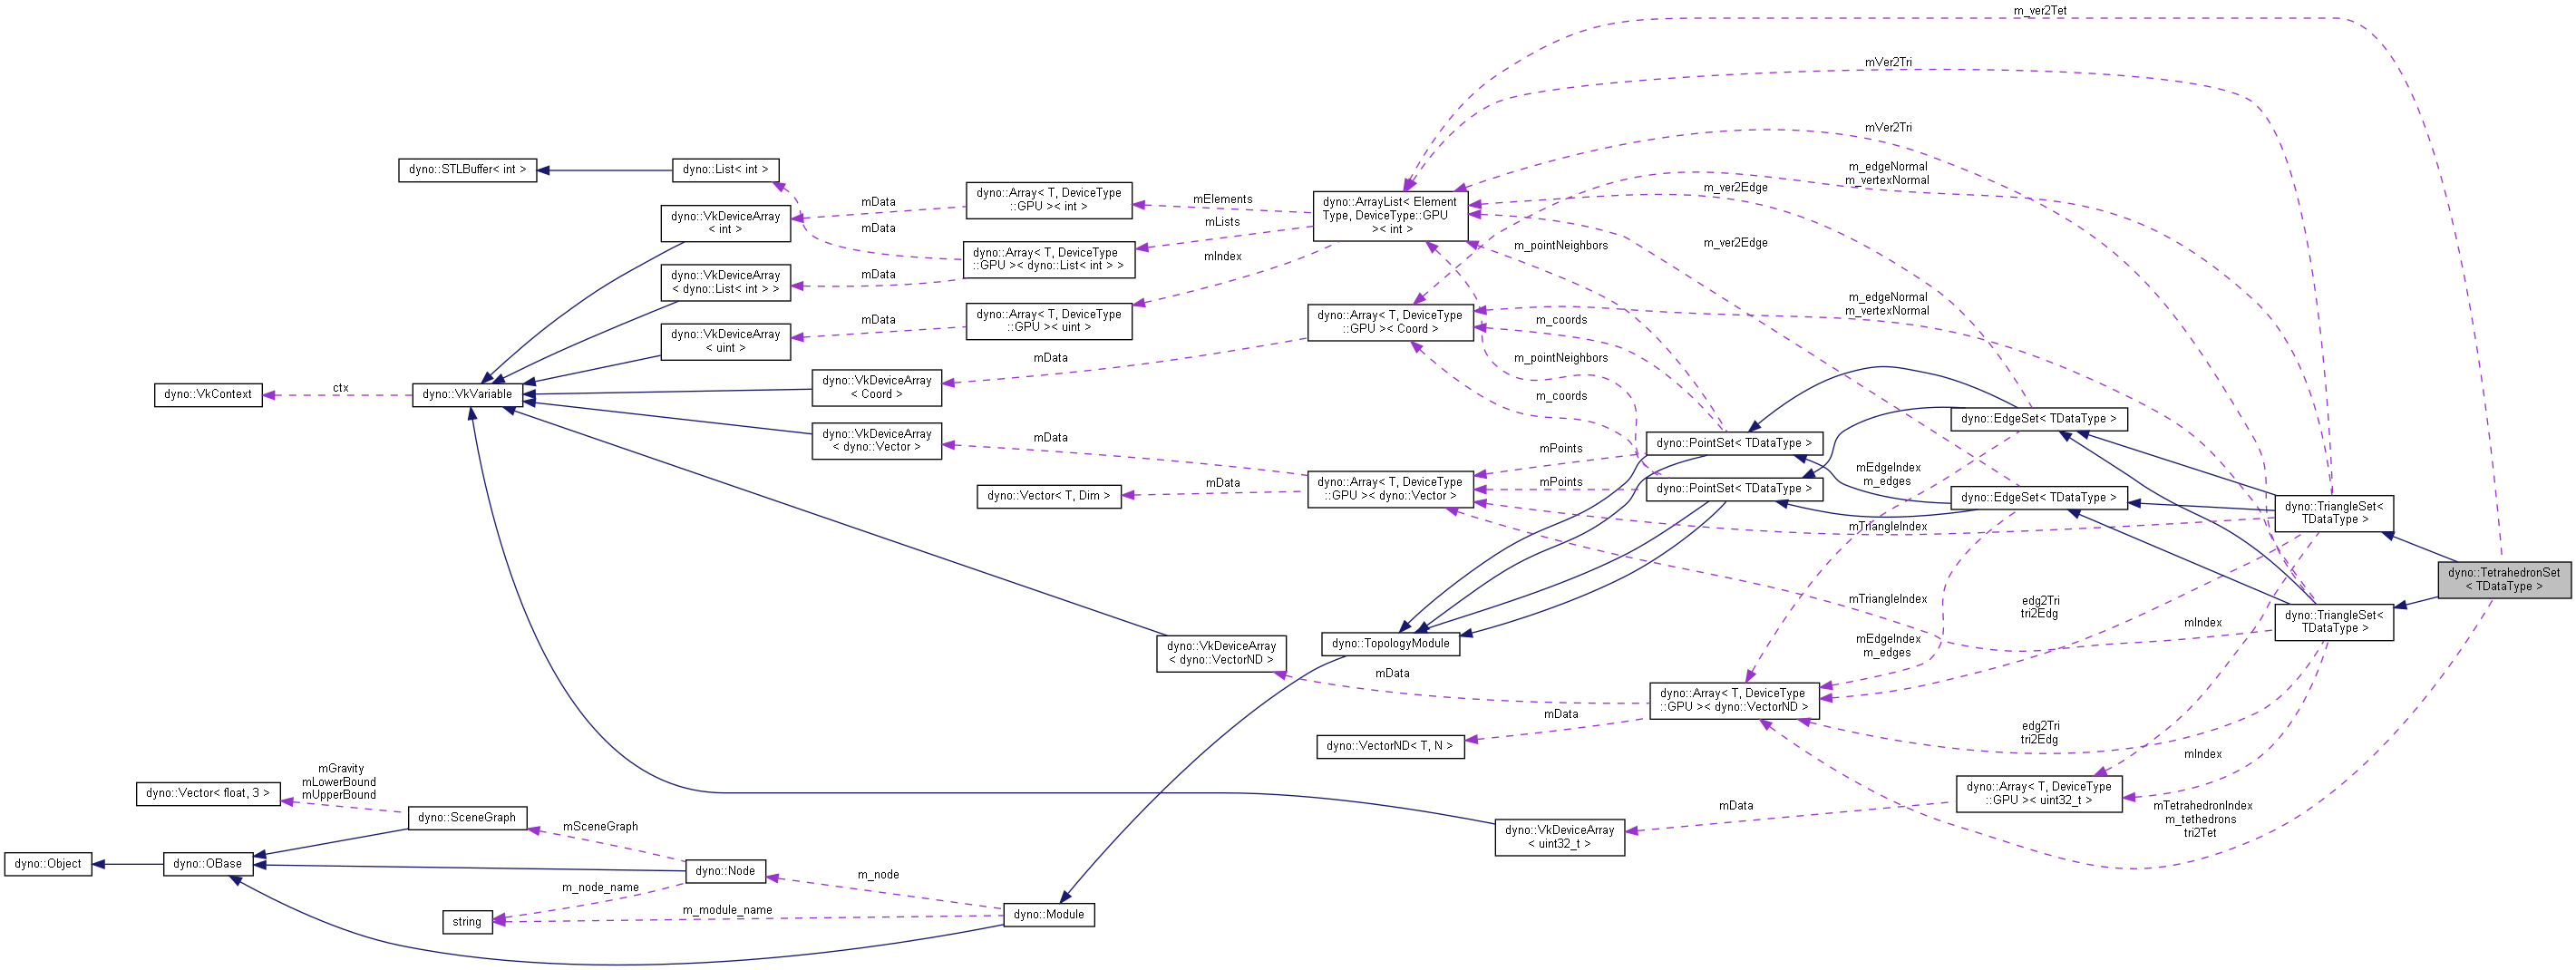 m_ver2Tet
mVer2Tri
mVer2Tri
m_edgeNormal
m_vertexNormal
m_ver2Edge
m_ver2Edge
m_pointNeighbors
m_edgeNormal
m_vertexNormal
m_coords
m_pointNeighbors
m_coords
dyno::STLBuffer< int >
dyno::List< int >
dyno::VkDeviceArray
< int >
mData
mData
dyno::Array< T, DeviceType
::GPU >< int >
mElements
mLists
mIndex
dyno::ArrayList< Element
Type, DeviceType::GPU
>< int >
dyno::VkDeviceArray
< dyno::List< int > >
mData
dyno::Array< T, DeviceType
::GPU >< dyno::List< int > >
dyno::VkDeviceArray
< uint >
mData
dyno::Array< T, DeviceType
::GPU >< uint >
dyno::Array< T, DeviceType
::GPU >< Coord >
dyno::VkContext
ctx
dyno::VkVariable
dyno::VkDeviceArray
< Coord >
mData
dyno::VkDeviceArray
< dyno::Vector >
mData
dyno::Vector< T, Dim >
mData
dyno::Array< T, DeviceType
::GPU >< dyno::Vector >
mPoints
mPoints
dyno::PointSet< TDataType >
dyno::PointSet< TDataType >
dyno::EdgeSet< TDataType >
mEdgeIndex
m_edges
dyno::EdgeSet< TDataType >
mTriangleIndex
dyno::TriangleSet<
TDataType >
dyno::TetrahedronSet
< TDataType >
mTriangleIndex
edg2Tri
tri2Edg
mIndex
dyno::TriangleSet<
TDataType >
mEdgeIndex
m_edges
dyno::TopologyModule
dyno::VkDeviceArray
< dyno::VectorND >
mData
dyno::Array< T, DeviceType
::GPU >< dyno::VectorND >
mData
dyno::VectorND< T, N >
edg2Tri
tri2Edg
mIndex
dyno::Array< T, DeviceType
::GPU >< uint32_t >
mTetrahedronIndex
m_tethedrons
tri2Tet
mData
dyno::VkDeviceArray
< uint32_t >
dyno::Vector< float, 3 >
mGravity
mLowerBound
mUpperBound
dyno::SceneGraph
mSceneGraph
dyno::Object
dyno::OBase
dyno::Node
m_node
m_node_name
m_module_name
string
dyno::Module